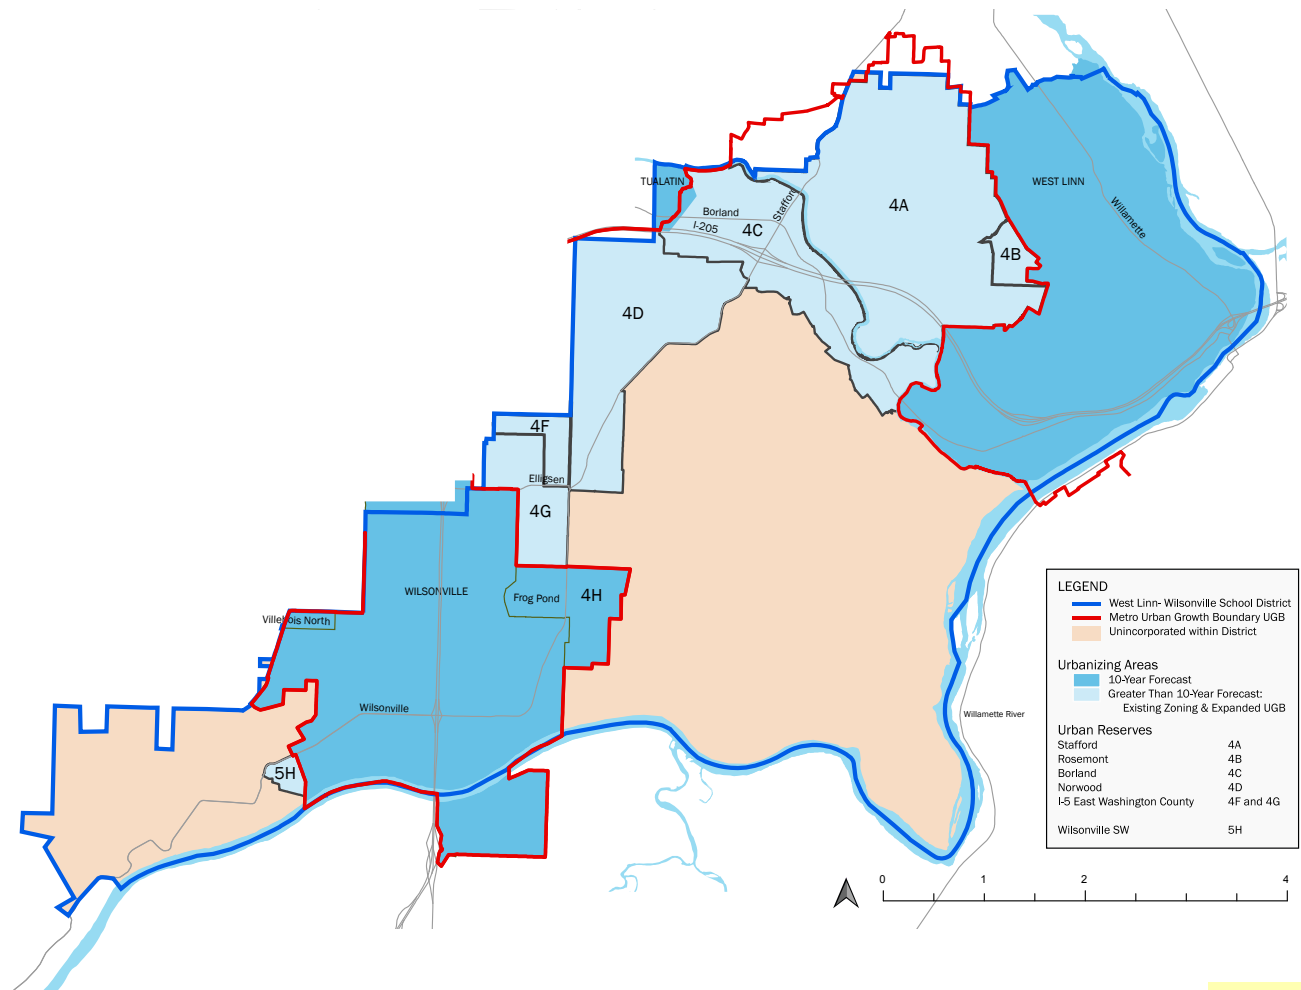 TUALATIN
WEST LINN
4A
Borland
Stafford
Willamette
I-205
4C
4B
4D
4F
Elligsen
4G
WILSONVILLE
Frog Pond
4H
Villebois North
Wilsonville
Willamette River
5H
LEGEND
West Linn- Wilsonville School District
Metro Urban Growth Boundary UGB
Unincorporated within District
Urbanizing Areas
10-Year Forecast
Greater Than 10-Year Forecast:
Existing Zoning & Expanded UGB
Urban Reserves
Stafford 4A
Rosemont 4B
Borland 4C
Norwood 4D
I-5 East Washington County 4F and 4G
Wilsonville SW 5H
0 1 2 4